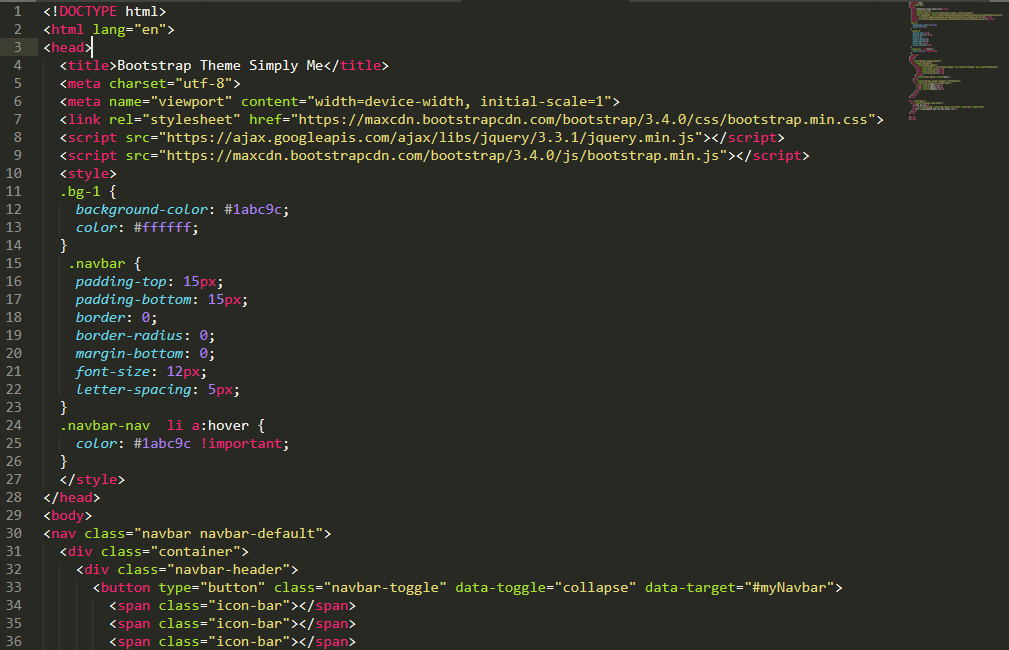 1 <!DOCTYPE html>
2 <html lang="en">
3 <head>
4   <title>Bootstrap Theme Simply Me</title>
5   <meta charset="utf-8">
6   <meta name="viewport" content="width=device-width, initial-scale=1">
7   <link rel="stylesheet" href="https://maxcdn.bootstrapcdn.com/bootstrap/3.4.0/css/bootstrap.min.css">
8   <script src="https://ajax.googleapis.com/ajax/libs/jquery/3.3.1/jquery.min.js"></script>
9   <script src="https://maxcdn.bootstrapcdn.com/bootstrap/3.4.0/js/bootstrap.min.js"></script>
10   <style>
11   .bg-1 {
12     background-color: #1abc9c;
13     color: #ffffff;
14   }
15    .navbar {
16     padding-top: 15px;
17     padding-bottom: 15px;
18     border: 0;
19     border-radius: 0;
20     margin-bottom: 0;
21     font-size: 12px;
22     letter-spacing: 5px;
23   }
24   .navbar-nav  li a:hover {
25     color: #1abc9c !important;
26   }
27   </style>
28 </head>
29 <body>
30 <nav class="navbar navbar-default">
31   <div class="container">
32     <div class="navbar-header">
33       <button type="button" class="navbar-toggle" data-toggle="collapse" data-target="#myNavbar">
34         <span class="icon-bar"></span>
35         <span class="icon-bar"></span>
36         <span class="icon-bar"></span>